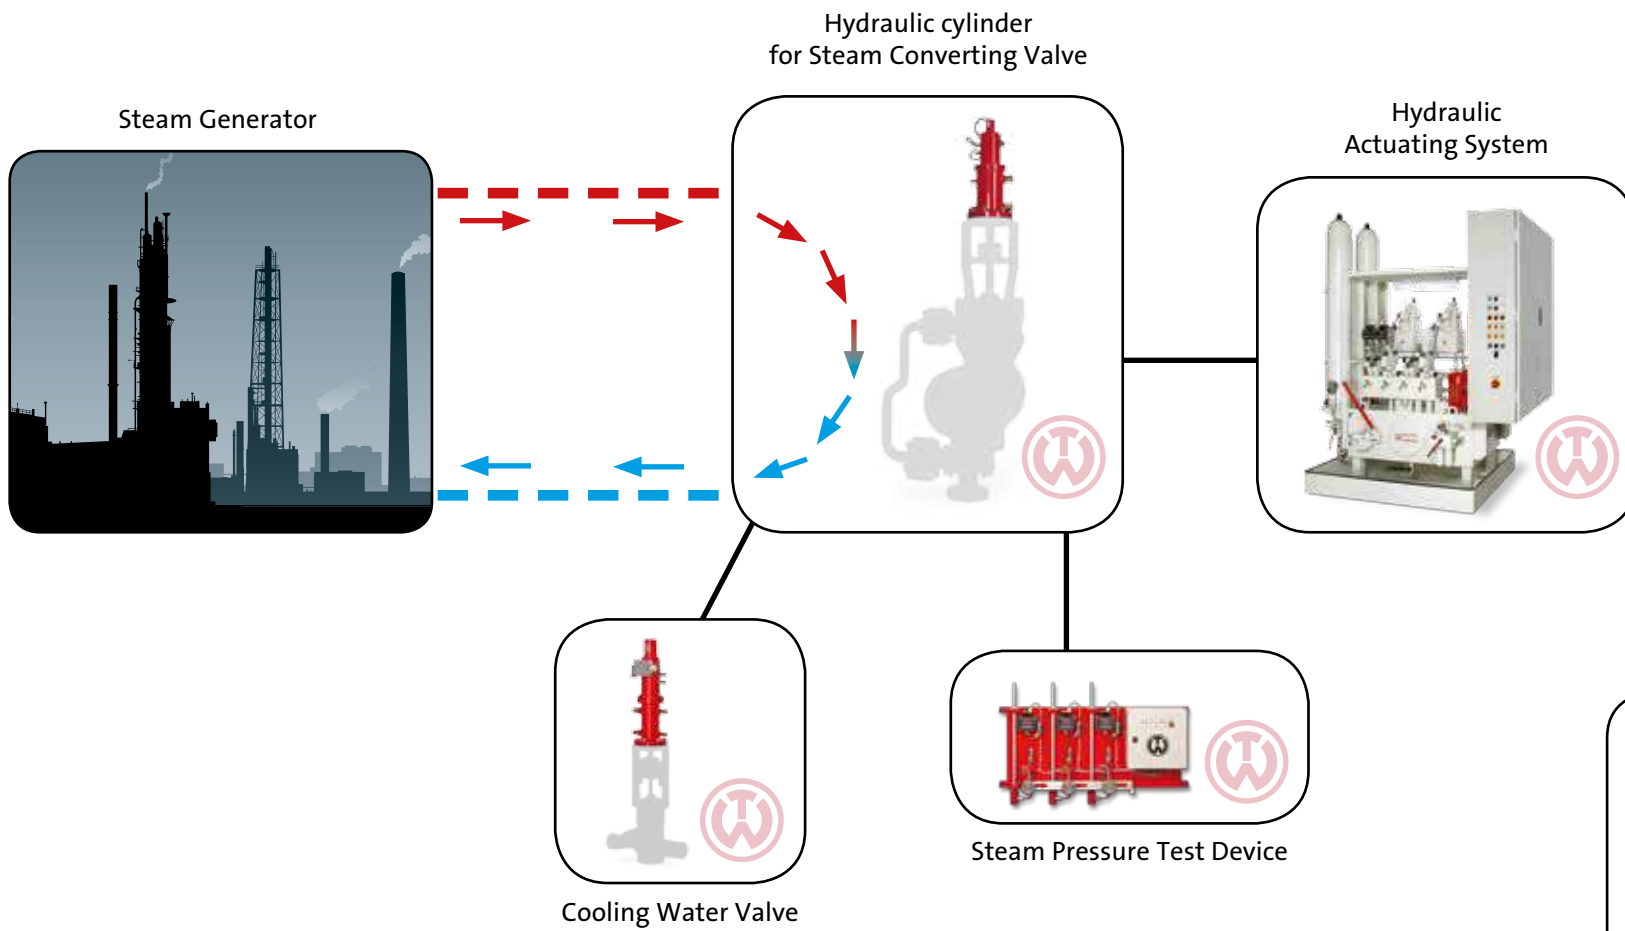 Hydraulic cylinder
for Steam Converting Valve
Steam Generator
Hydraulic
Actuating System
Steam Pressure Test Device
Cooling Water Valve